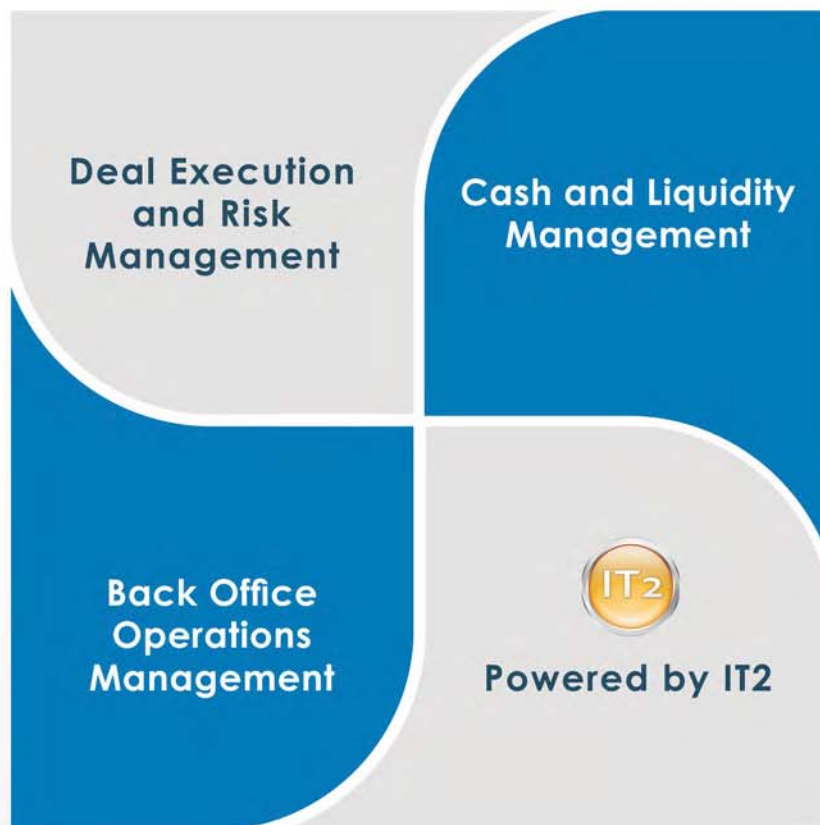 Deal Execution
and Risk
Management
Cash and Liquidity
Management
Back Office
Operations
Management
IT2
Powered by IT2